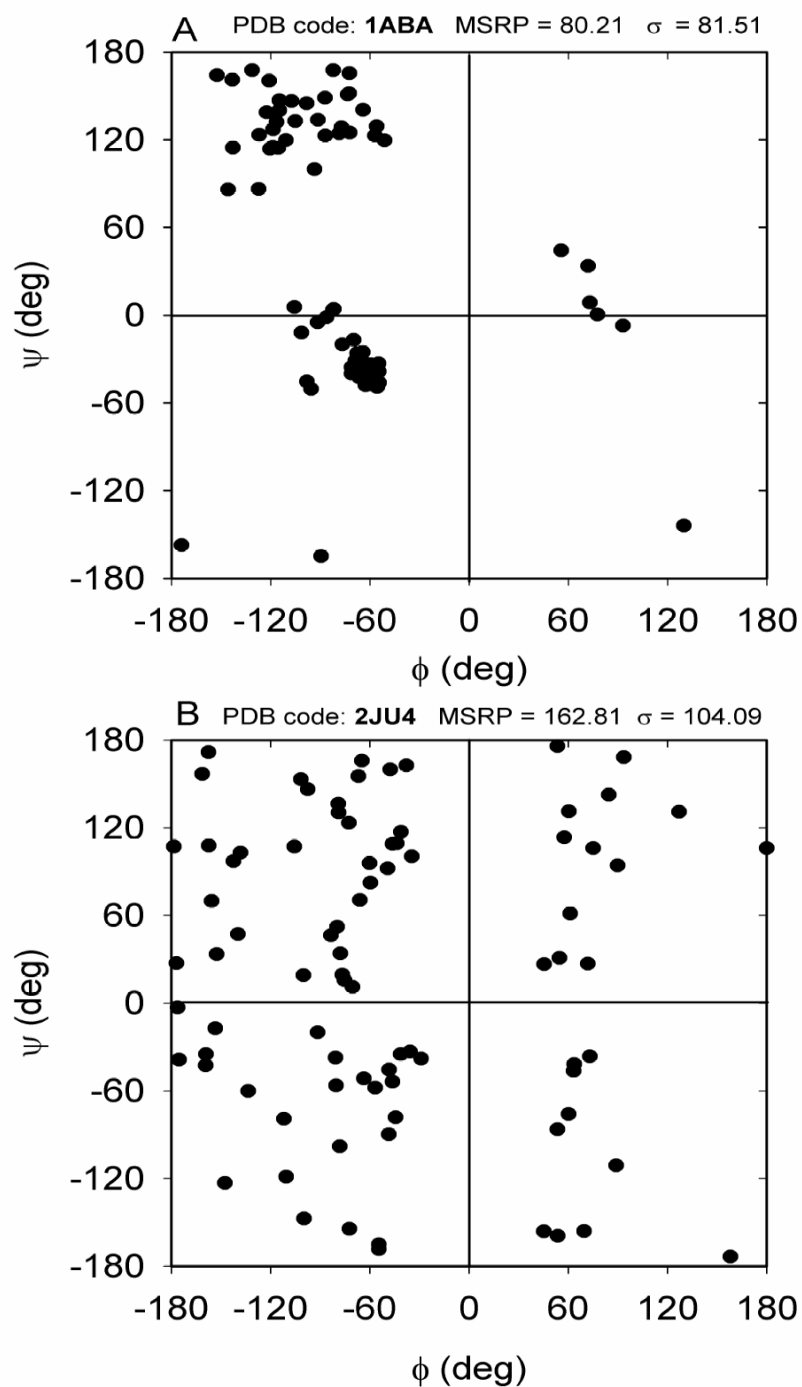 A PDB code: 1ABA MSRP = 80.21 σ = 81.51
180
120
60
0
-60
-120
-180
ψ (deg)
-180 -120 -60 0 60 120 180
ϕ (deg)
B PDB code: 2JU4 MSRP = 162.81 σ = 104.09
180
120
60
0
-60
-120
-180
ψ (deg)
-180 -120 -60 0 60 120 180
ϕ (deg)